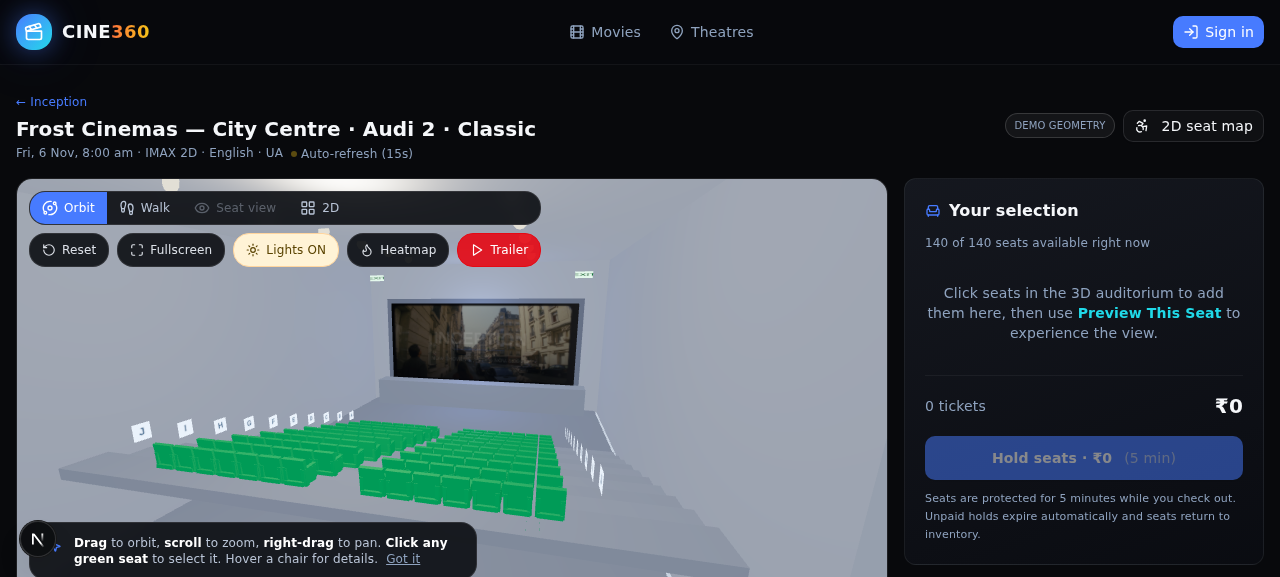 CINE360
Movies
Theatres
Sign in
← Inception
Frost Cinemas — City Centre · Audi 2 · Classic
Fri, 6 Nov, 8:00 am · IMAX 2D · English · UA
Auto-refresh (15s)
DEMO GEOMETRY
2D seat map
Orbit
Walk
Seat view
2D
Reset
Fullscreen
Lights ON
Heatmap
Trailer
J
I
H
G
N
Drag to orbit, scroll to zoom, right-drag to pan. Click any
green seat to select it. Hover a chair for details. Got it
Your selection
140 of 140 seats available right now
Click seats in the 3D auditorium to add
them here, then use Preview This Seat to
experience the view.
0 tickets
₹0
Hold seats · ₹0 (5 min)
Seats are protected for 5 minutes while you check out.
Unpaid holds expire automatically and seats return to
inventory.